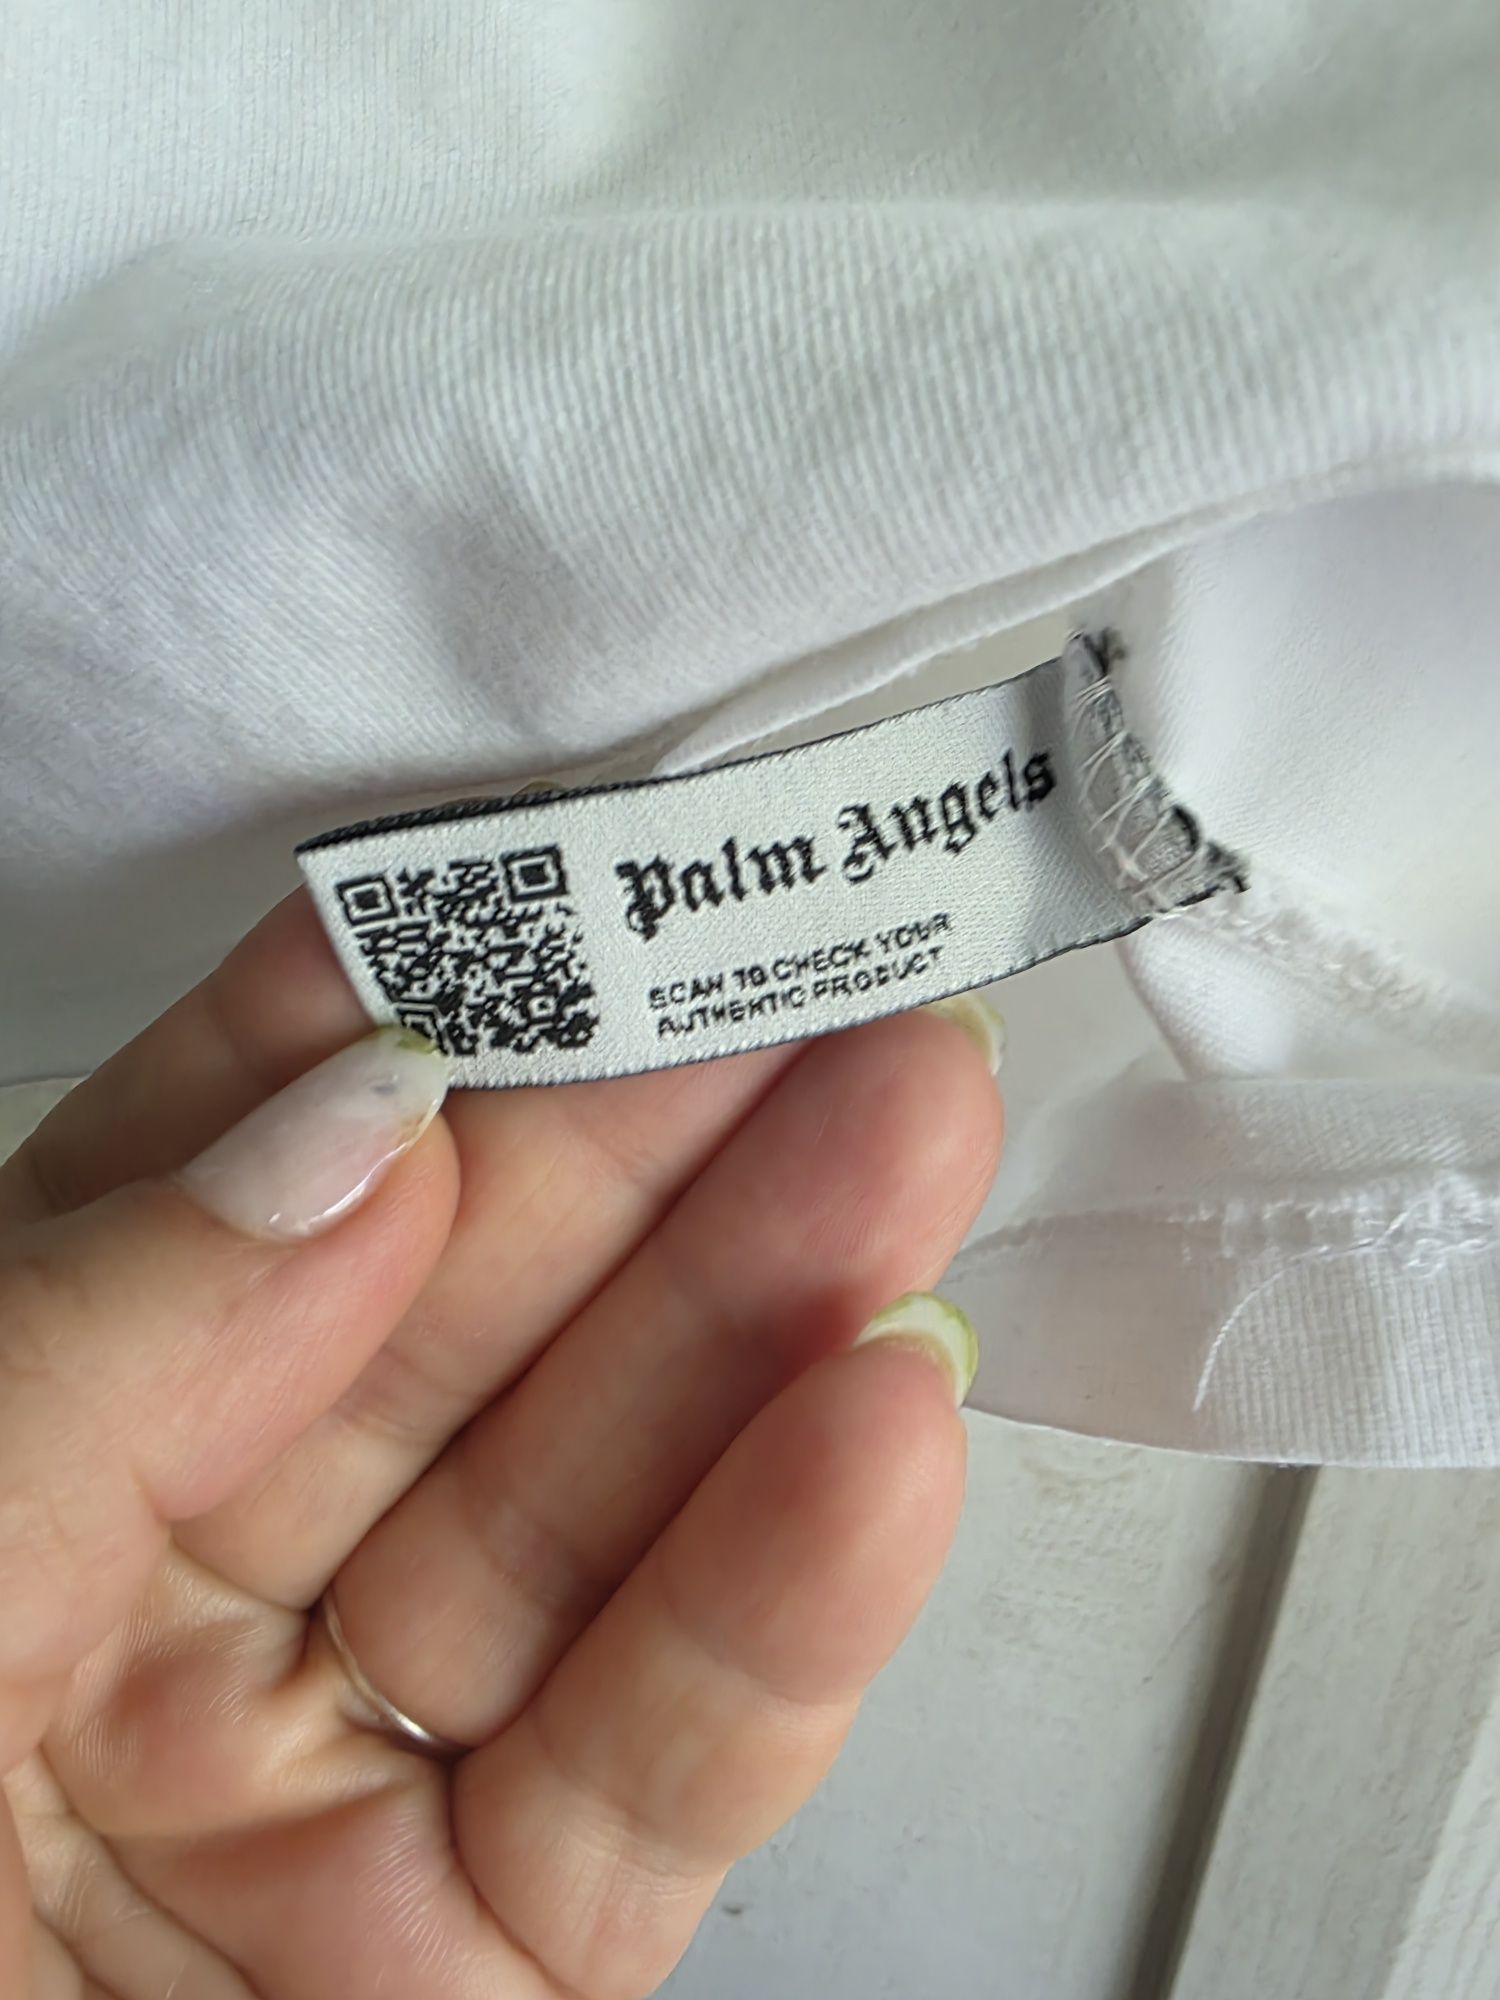 Palm Angels
SCAN TO CHECK YOUR
AUTHENTIC PRODUCT